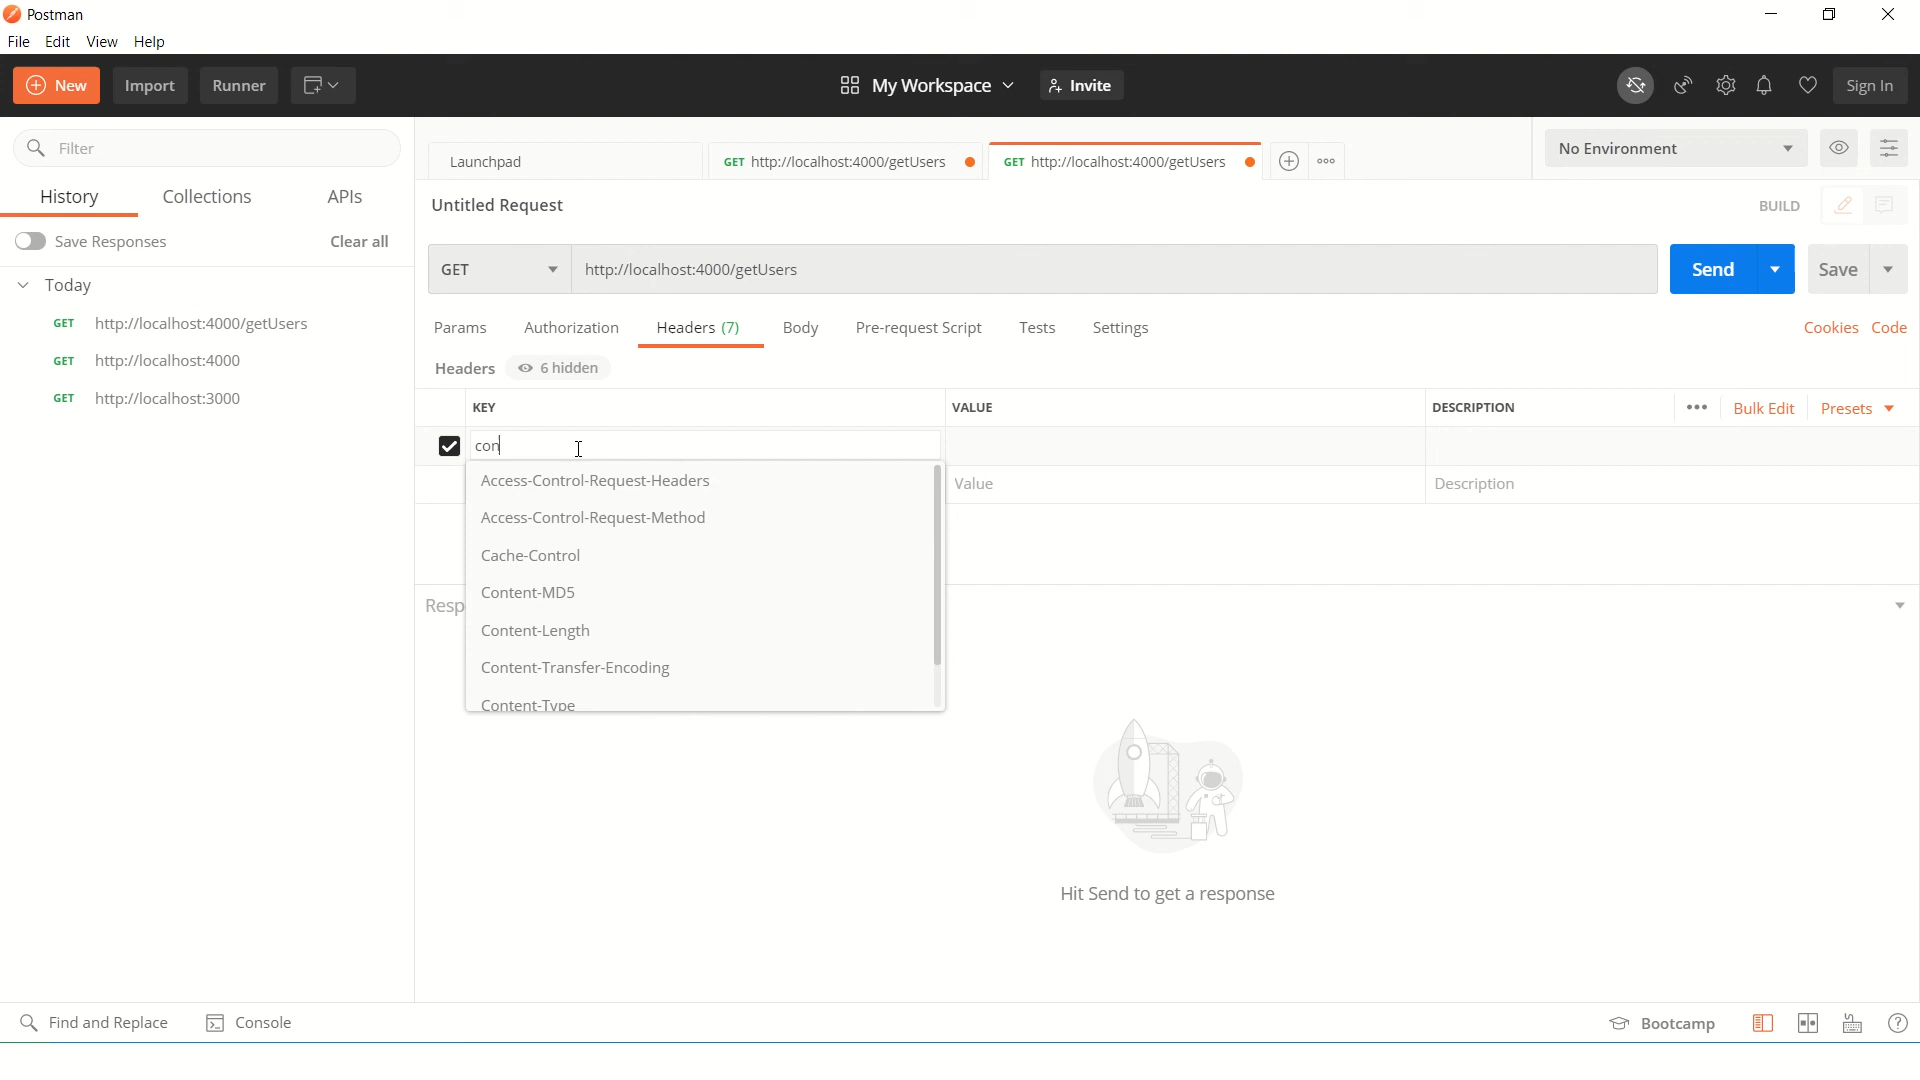 Postman
File Edit View Help
New Import Runner My Workspace Invite Sign In
Filter
Launchpad GET http://localhost:4000/getUsers GET http://localhost:4000/getUsers No Environment
History Collections APIs
Untitled Request BUILD
Save Responses Clear all
GET http://localhost:4000/getUsers Send Save
Today
GET http://localhost:4000/getUsers
GET http://localhost:4000
GET http://localhost:3000
Params Authorization Headers (7) Body Pre-request Script Tests Settings Cookies Code
Headers 6 hidden
KEY VALUE DESCRIPTION Bulk Edit Presets
con
Value Description
Access-Control-Request-Headers
Access-Control-Request-Method
Cache-Control
Content-MD5
Content-Length
Content-Transfer-Encoding
Content-Type
Resp
Hit Send to get a response
Find and Replace Console Bootcamp